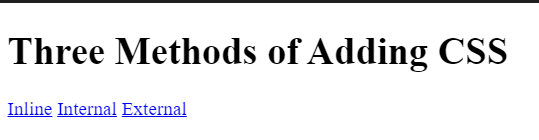 Three Methods of Adding CSS
Inline Internal External